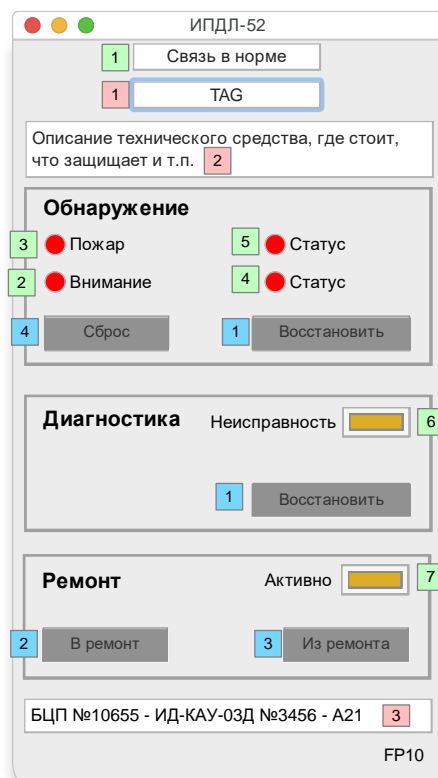 ИПДЛ-52
1 Связь в норме
1 TAG
Описание технического средства, где стоит,
что защищает и т.п. 2
Обнаружение
3 Пожар 5 Статус
2 Внимание 4 Статус
4 Сброс 1 Восстановить
Диагностика Неисправность 6
1 Восстановить
Ремонт Активно 7
2 В ремонт 3 Из ремонта
БЦП №10655 - ИД-КАУ-03Д №3456 - А21 3
FP10